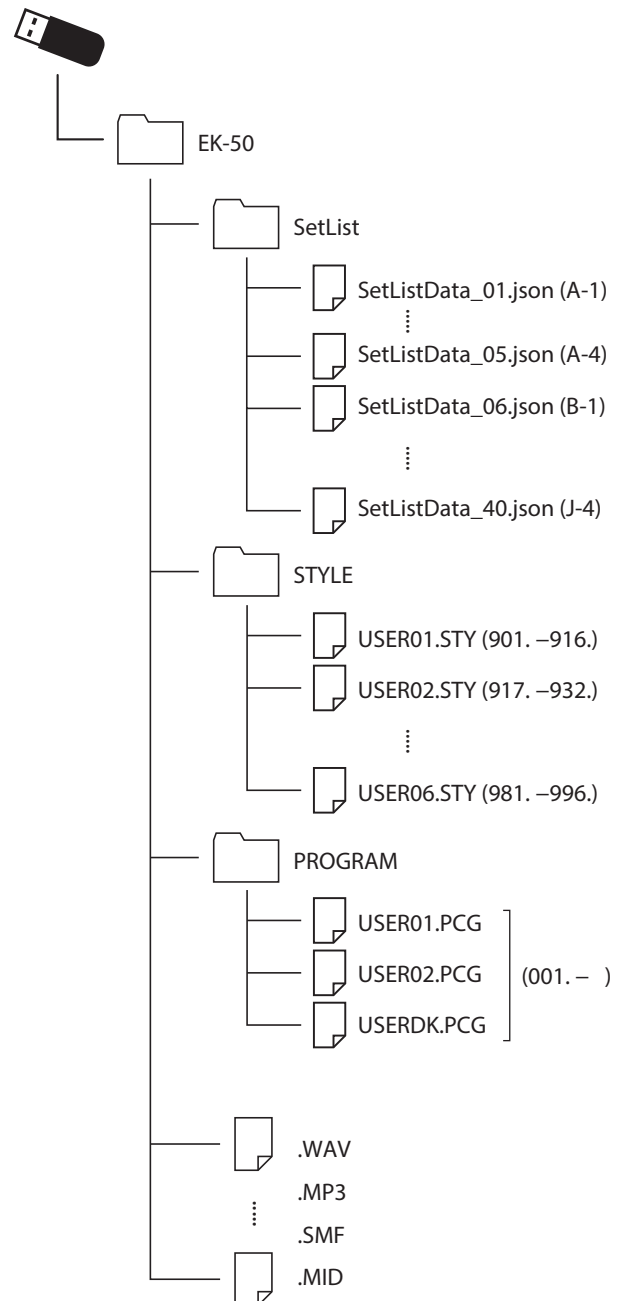 EK-50
SetList
SetListData_01.json (A-1)
SetListData_05.json (A-4)
SetListData_06.json (B-1)
SetListData_40.json (J-4)
STYLE
USER01.STY (901. −916.)
USER02.STY (917. −932.)
USER06.STY (981. −996.)
PROGRAM
USER01.PCG
USER02.PCG
(001. − )
USERDK.PCG
.WAV
.MP3
.SMF
.MID